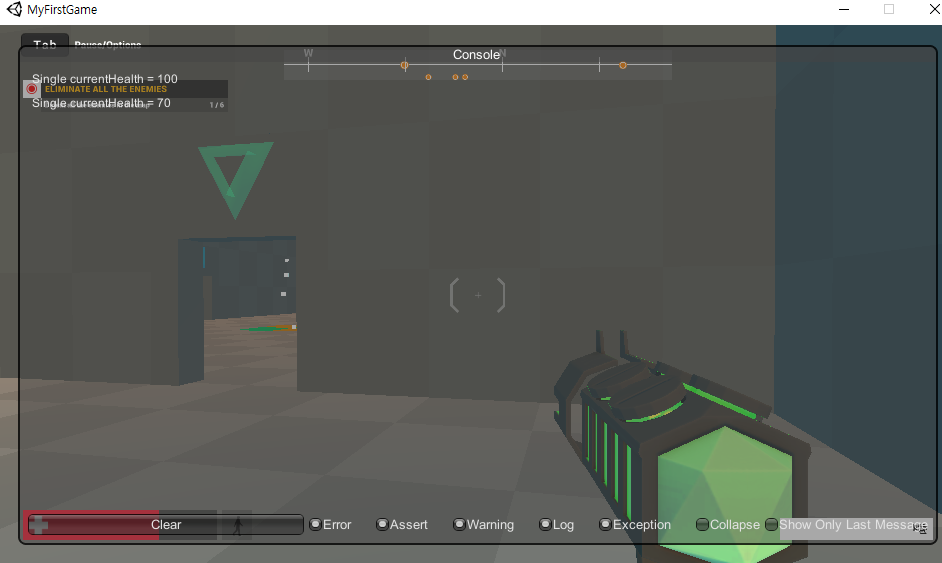 MyFirstGame
Tab Pause/Options
W Console N
Single currentHealth = 100
ELIMINATE ALL THE ENEMIES
Single currentHealth = 70
1 / 6
Clear Error Assert Warning Log Exception Collapse Show Only Last Message